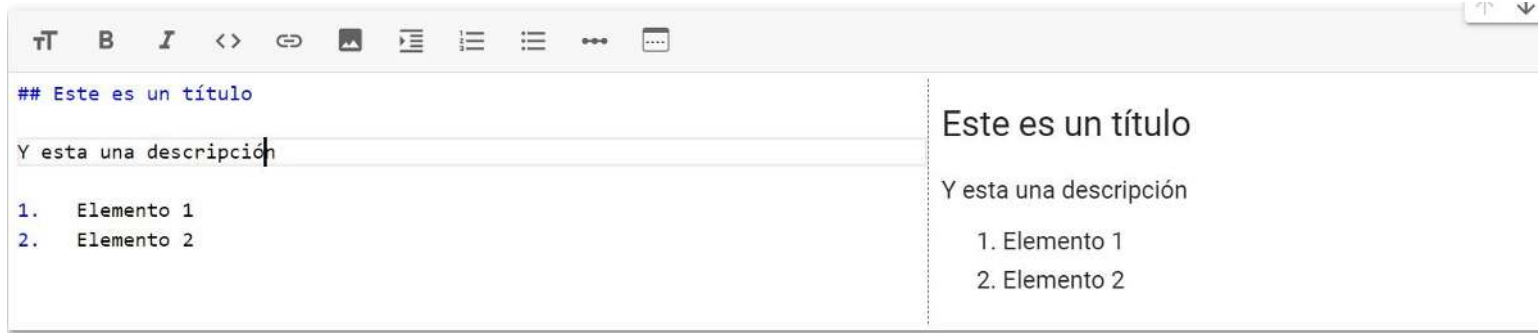 ## Este es un título
Y esta una descripción
1. Elemento 1
2. Elemento 2
Este es un título
Y esta una descripción
1. Elemento 1
2. Elemento 2